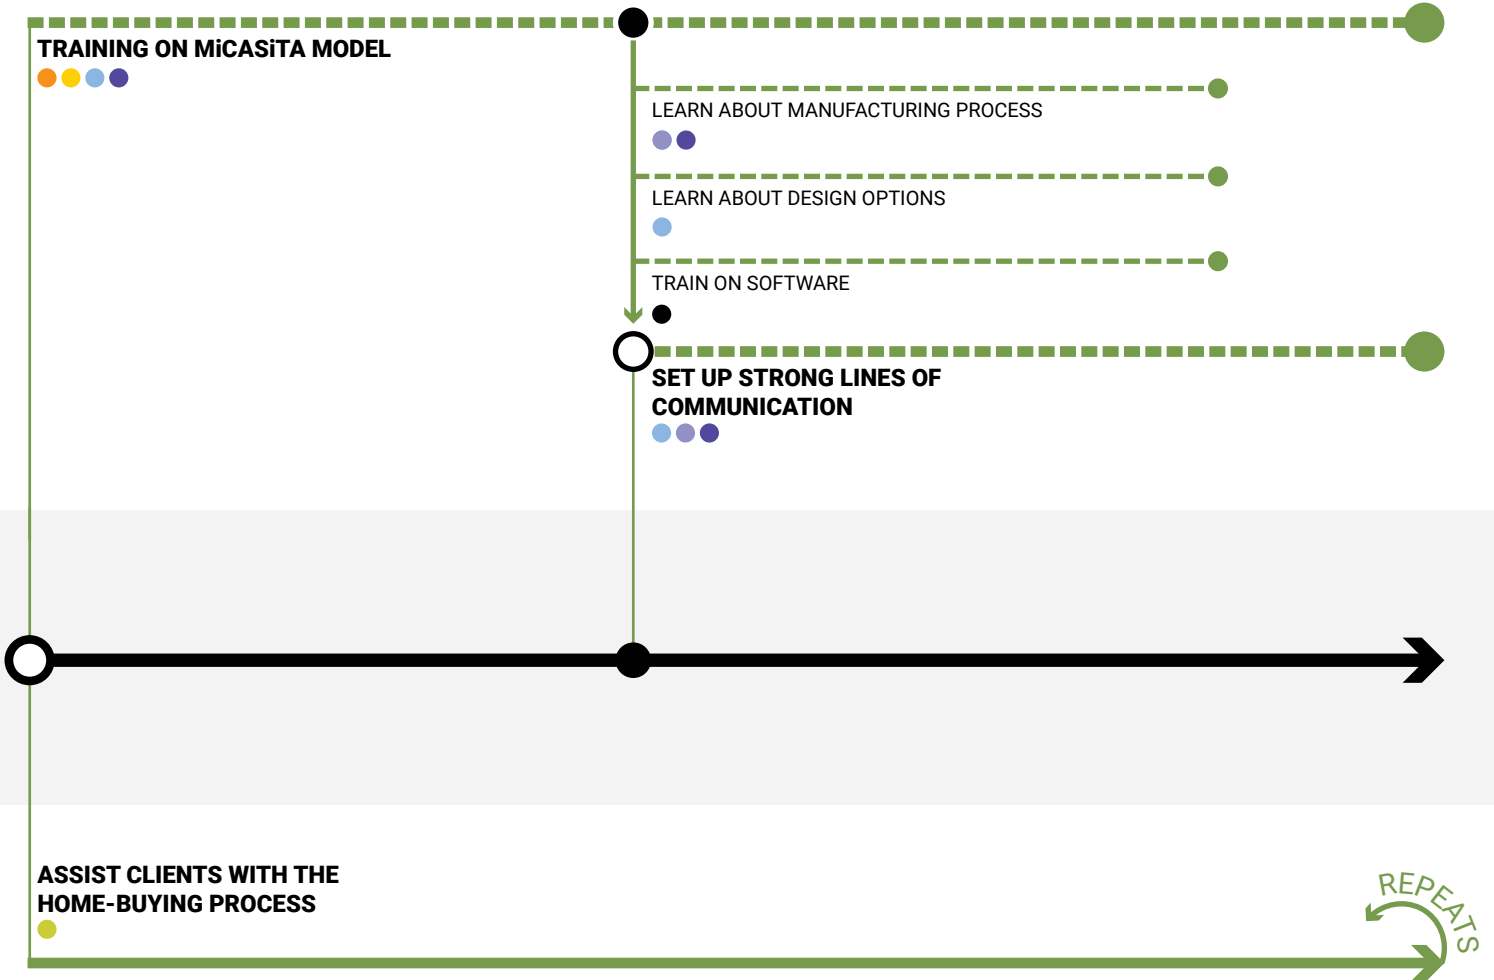 TRAINING ON MiCASiTA MODEL
LEARN ABOUT MANUFACTURING PROCESS
LEARN ABOUT DESIGN OPTIONS
TRAIN ON SOFTWARE
SET UP STRONG LINES OF
COMMUNICATION
ASSIST CLIENTS WITH THE
HOME-BUYING PROCESS
REPEATS